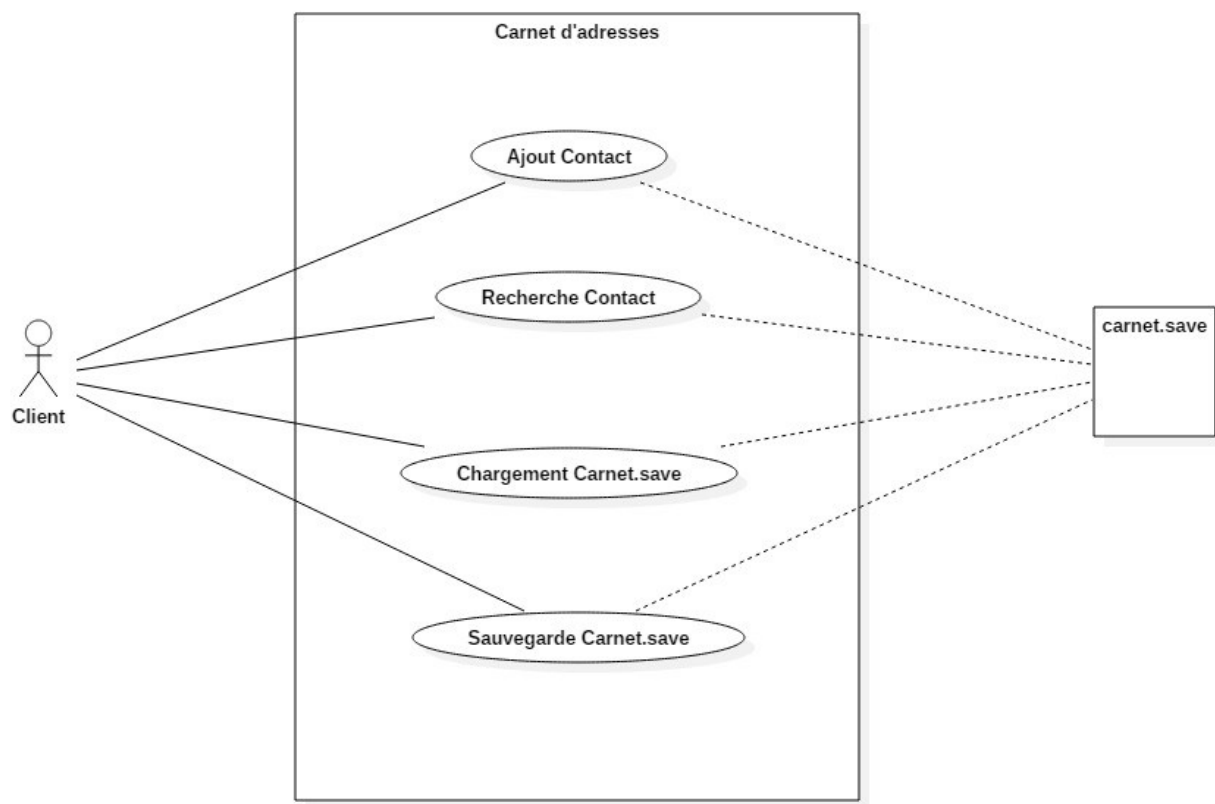 Carnet d'adresses
Ajout Contact
Recherche Contact
carnet.save
Client
Chargement Carnet.save
Sauvegarde Carnet.save